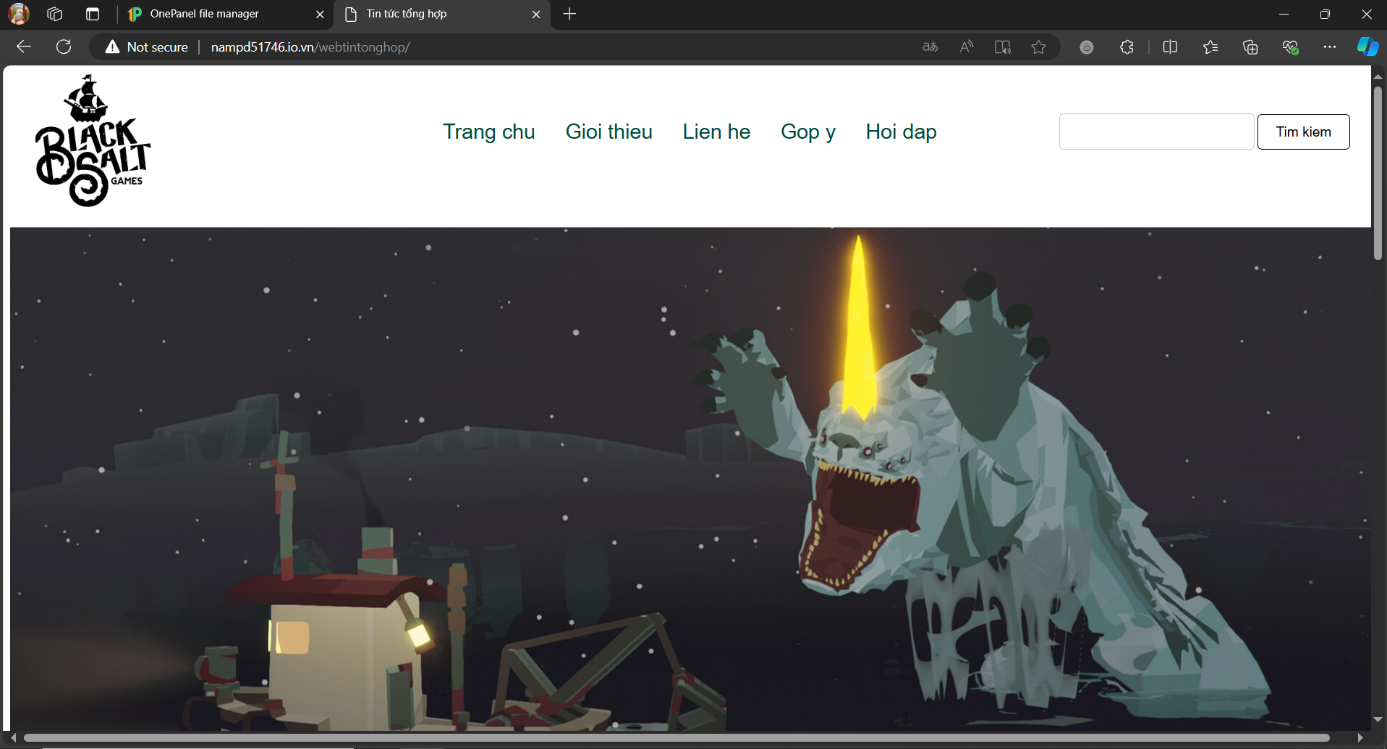 OnePanel file manager
Tin tức tổng hợp
Not secure
nampd51746.io.vn/webtintonghop/
BLACK
SALT
GAMES
Trang chu
Gioi thieu
Lien he
Gop y
Hoi dap
Tim kiem